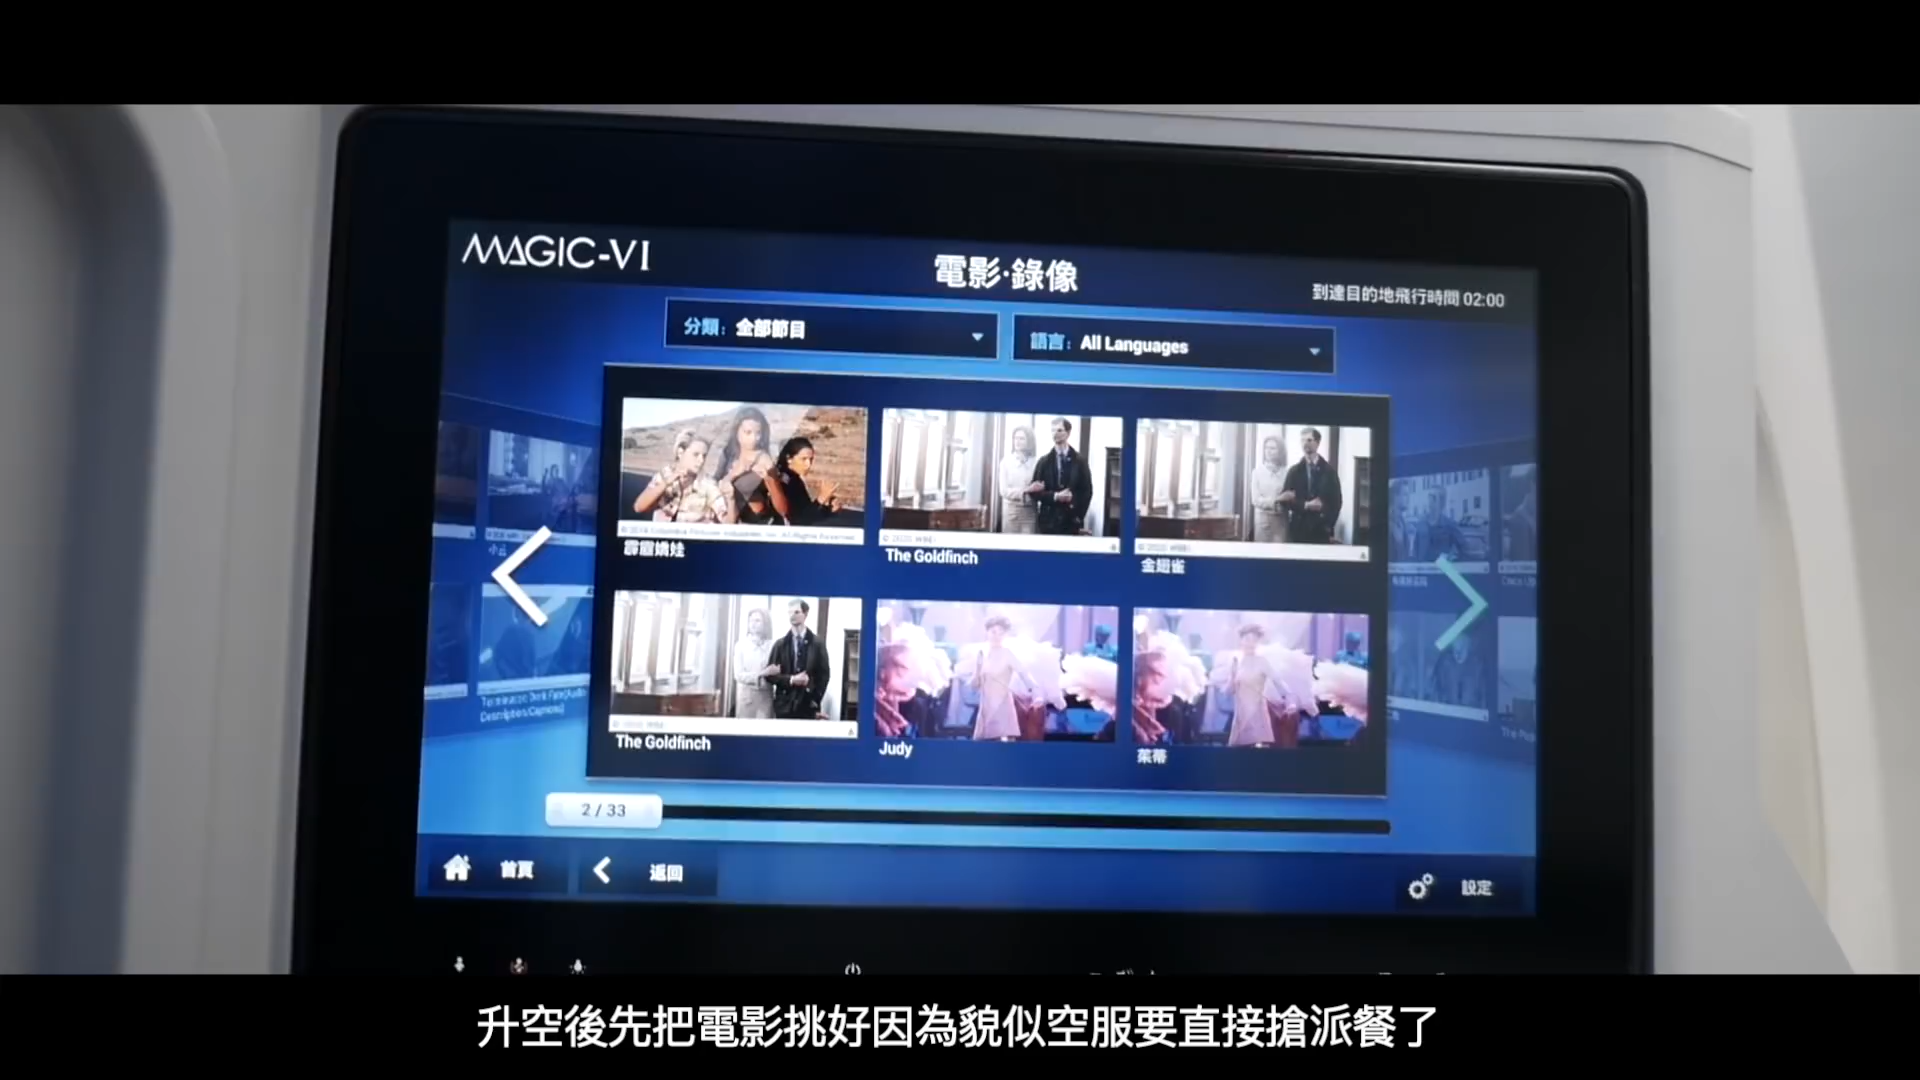 MAGIC-VI
電影·錄像
到達目的地飛行時間 02:00
分類: 全部節目
語言: All Languages
霹靂嬌娃
The Goldfinch
金翅雀
The Goldfinch
Judy
茱蒂
2 / 33
首頁
返回
設定
升空後先把電影挑好因為貌似空服要直接搶派餐了